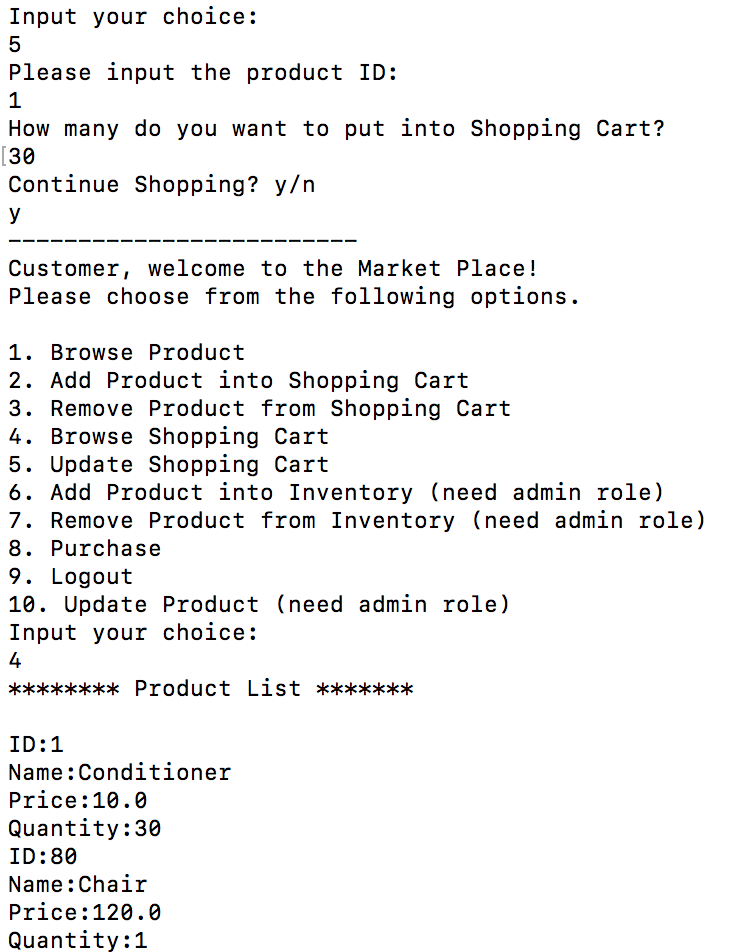 Input your choice:
5
Please input the product ID:
1
How many do you want to put into Shopping Cart?
[30
Continue Shopping? y/n
y
-------------------------
Customer, welcome to the Market Place!
Please choose from the following options.
1. Browse Product
2. Add Product into Shopping Cart
3. Remove Product from Shopping Cart
4. Browse Shopping Cart
5. Update Shopping Cart
6. Add Product into Inventory (need admin role)
7. Remove Product from Inventory (need admin role)
8. Purchase
9. Logout
10. Update Product (need admin role)
Input your choice:
4
******** Product List *******
ID:1
Name:Conditioner
Price:10.0
Quantity:30
ID:80
Name:Chair
Price:120.0
Quantity:1